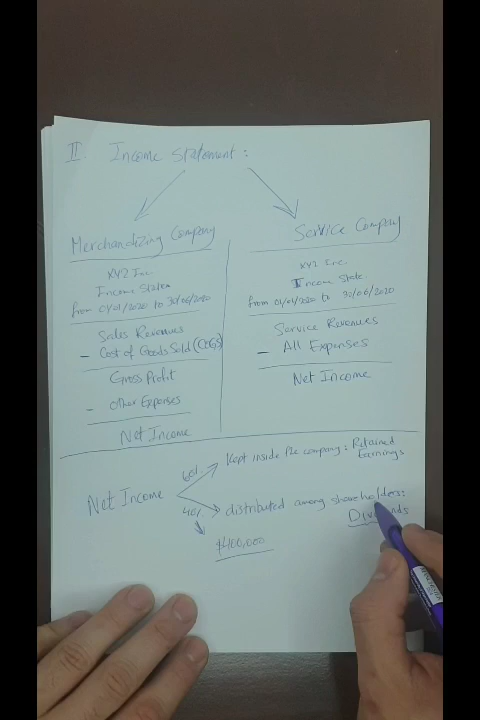 II. Income Statement:
Merchandizing Company
XYZ Inc.
Income States
from 01/01/2020 to 30/06/2020
Sales Revenues
- Cost of Goods Sold (COGS)
Gross Profit
- Other Expenses
Net Income
Service Company
XYZ Inc.
Income State
from 01/01/2020 to 30/06/2020
Service Revenues
- All Expenses
Net Income
Net Income
60%
Kept inside the company: Retained
Earnings
40%
distributed among shareholders:
Dividends
$400,000